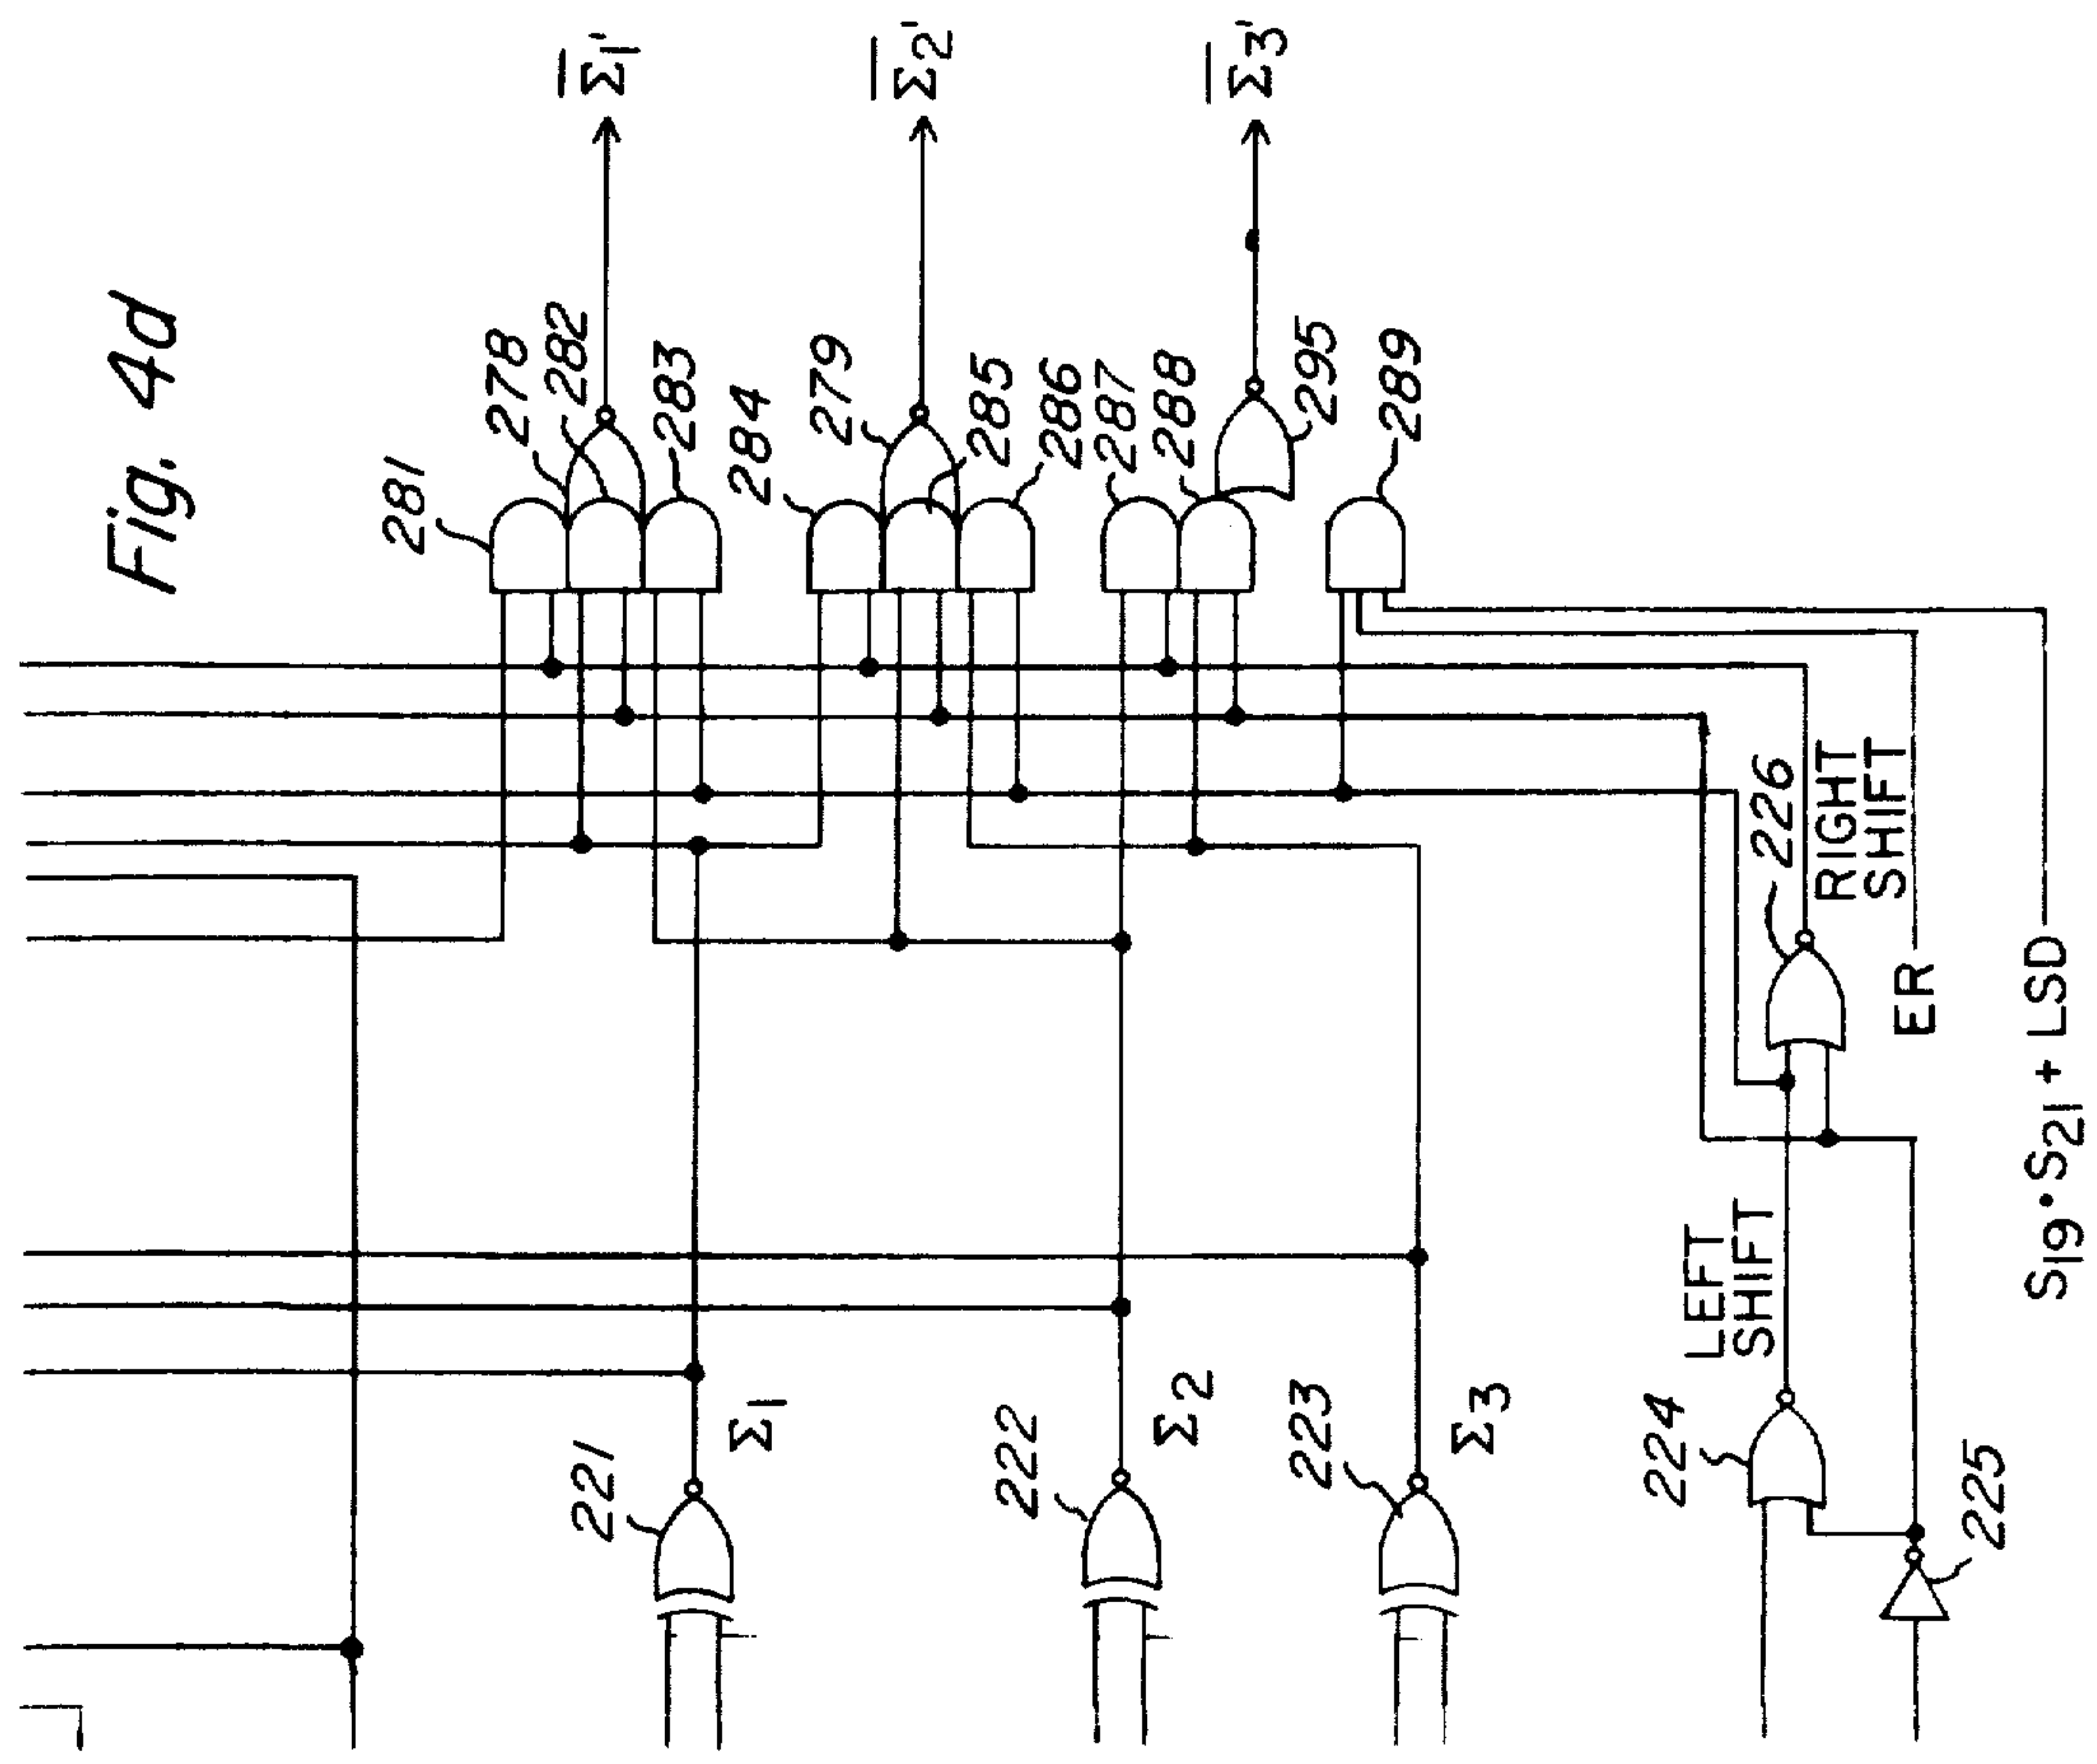 Fig. 4d
281
278
282
283
284
279
285
286
287
288
295
289
Σ1'
Σ2'
Σ3'
221
Σ1
222
Σ2
223
Σ3
224
225
LEFT
SHIFT
226
RIGHT
SHIFT
ER
S19·S21 + LSD